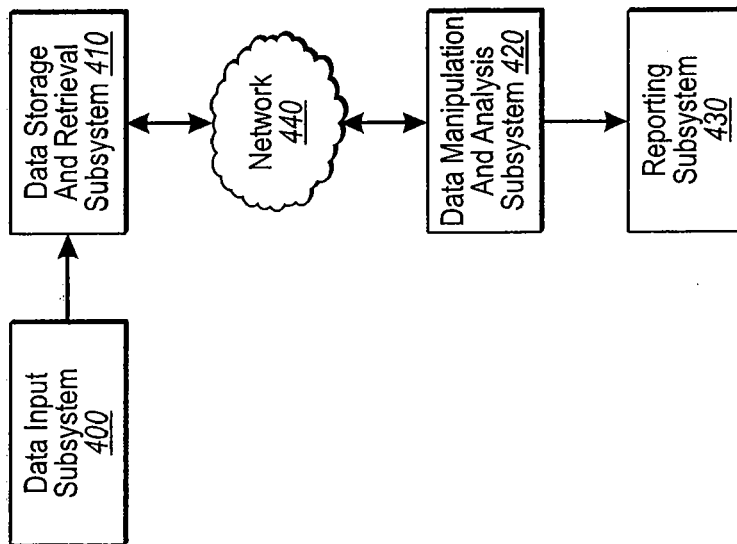 Data Input
Subsystem
400
Data Storage
And Retrieval
Subsystem 410
Network
440
Data Manipulation
And Analysis
Subsystem 420
Reporting
Subsystem
430